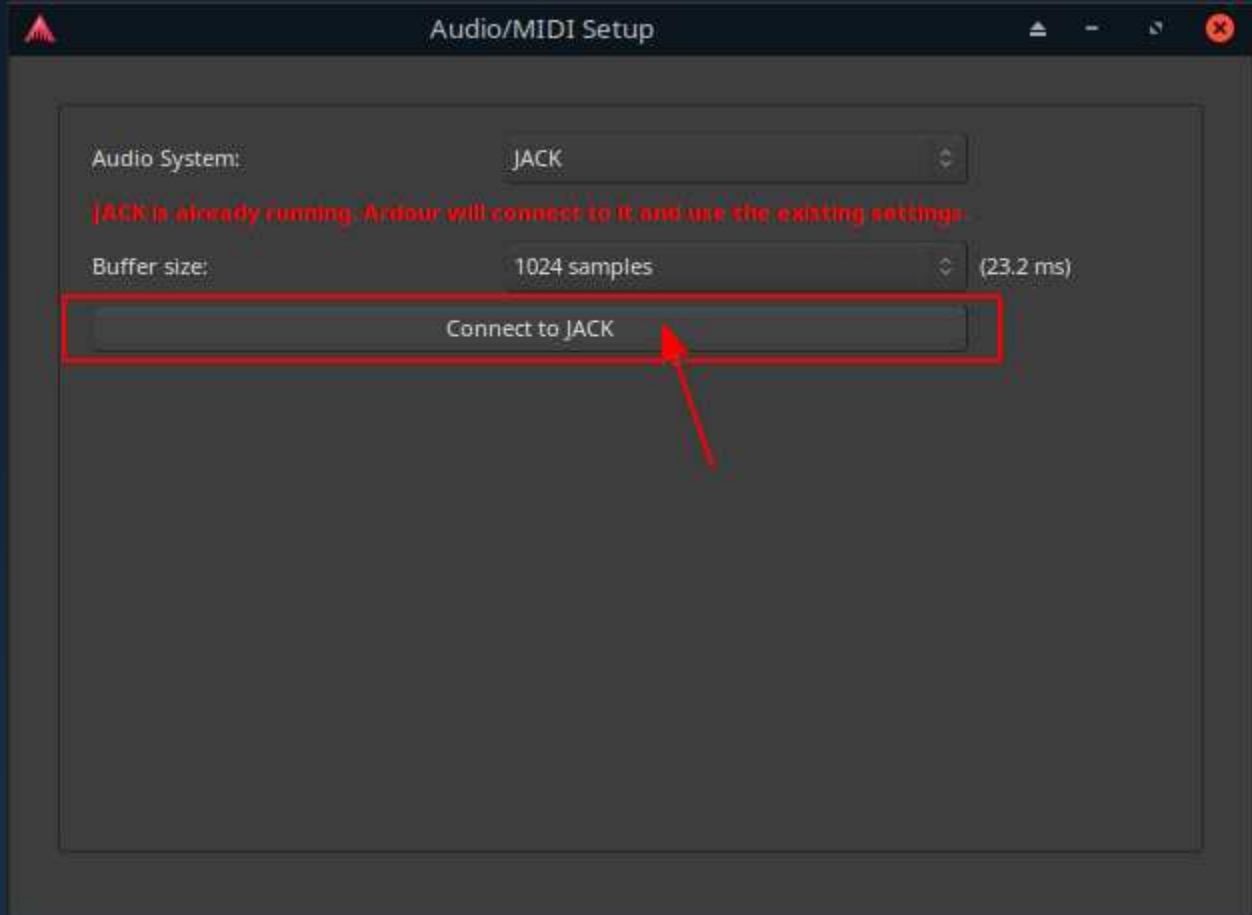 Audio/MIDI Setup
Audio System: JACK
JACK is already running. Ardour will connect to it and use the existing settings.
Buffer size: 1024 samples (23.2 ms)
Connect to JACK